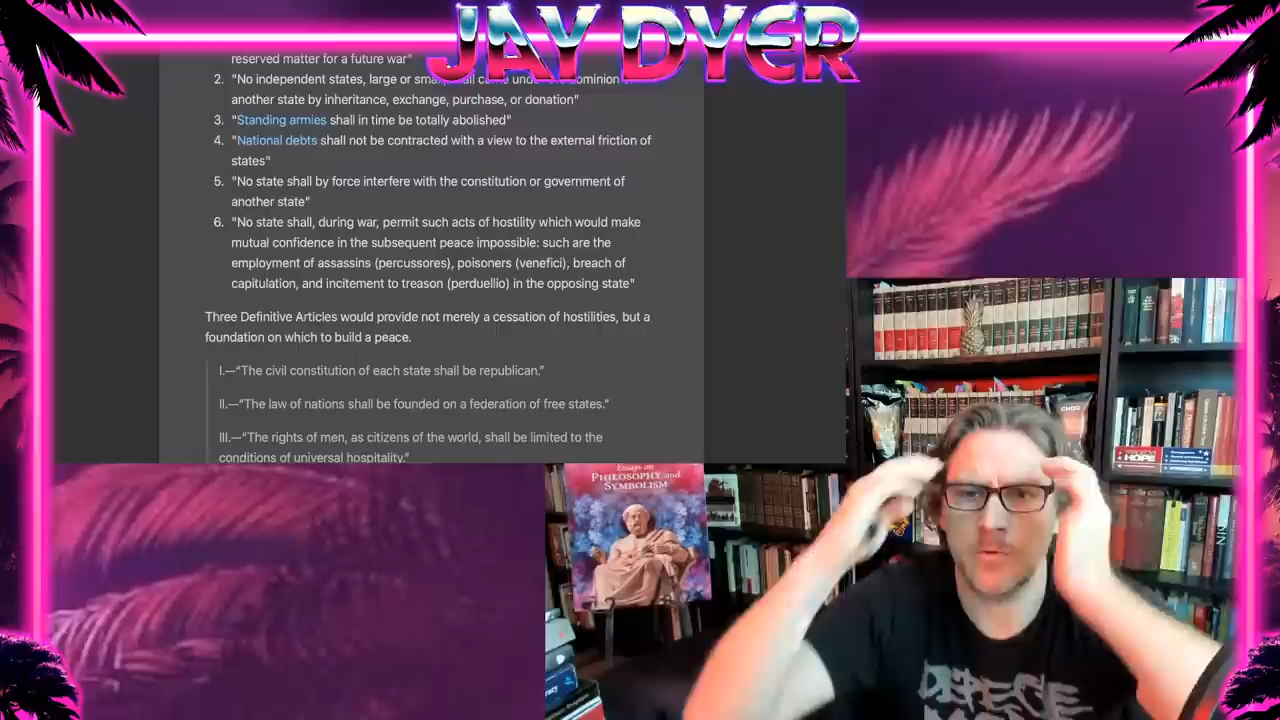 JAY DYER
reserved matter for a future war"
2. "No independent states, large or small, shall come under the dominion of
another state by inheritance, exchange, purchase, or donation"
3. "Standing armies shall in time be totally abolished"
4. "National debts shall not be contracted with a view to the external friction of
states"
5. "No state shall by force interfere with the constitution or government of
another state"
6. "No state shall, during war, permit such acts of hostility which would make
mutual confidence in the subsequent peace impossible: such are the
employment of assassins (percussores), poisoners (venefici), breach of
capitulation, and incitement to treason (perduellio) in the opposing state"
Three Definitive Articles would provide not merely a cessation of hostilities, but a
foundation on which to build a peace.
I.—"The civil constitution of each state shall be republican."
II.—"The law of nations shall be founded on a federation of free states."
III.—"The rights of men, as citizens of the world, shall be limited to the
conditions of universal hospitality."
Essays on
PHILOSOPHY and
SYMBOLISM
CHOC
HOPE
DEPECHE